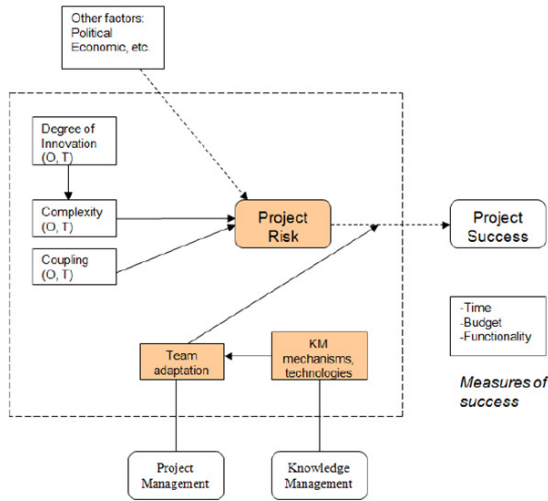 Other factors:
Political
Economic, etc.
Degree of
Innovation
(O, T)
Complexity
(O, T)
Coupling
(O, T)
Project
Risk
Project
Success
-Time
-Budget
-Functionality
Measures of
success
Team
adaptation
KM
mechanisms,
technologies
Project
Management
Knowledge
Management